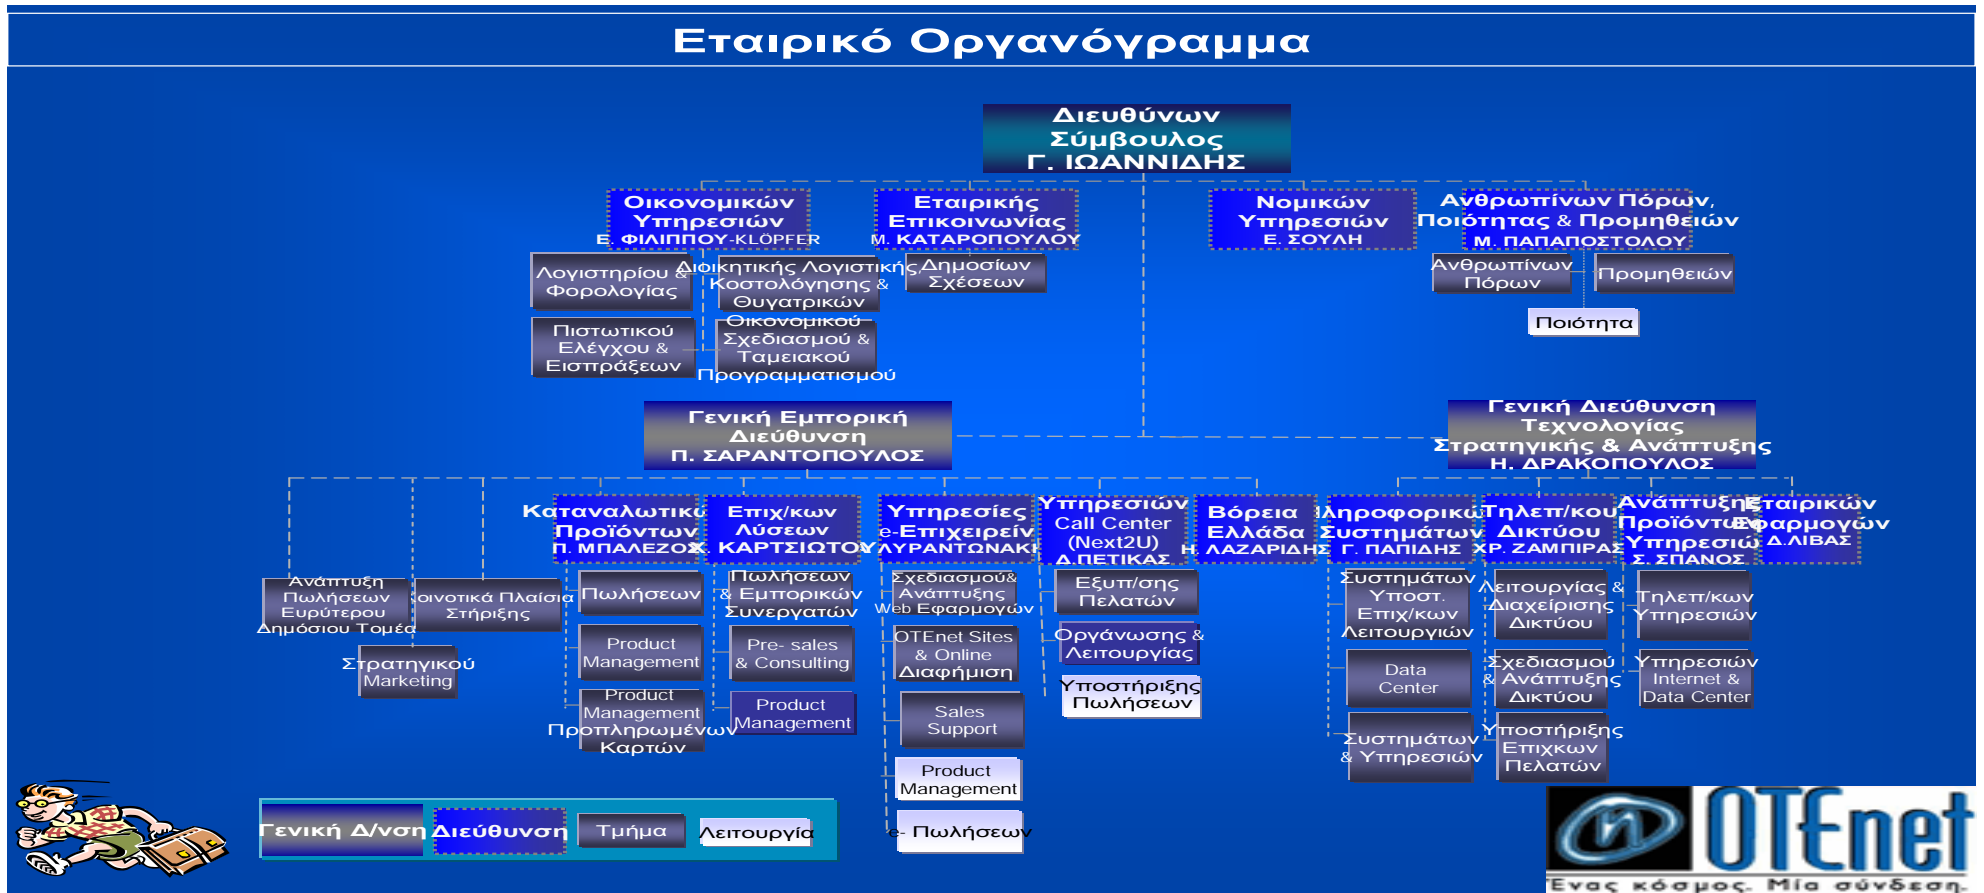 Εταιρικό Οργανόγραμμα
Διευθύνων
Σύμβουλος
Γ. ΙΩΑΝΝΙΔΗΣ
Οικονομικών
Υπηρεσιών
Ε. ΦΙΛΙΠΠΟΥ-KLÖPFER
Εταιρικής
Επικοινωνίας
Μ. ΚΑΤΑΡΟΠΟΥΛΟΥ
Νομικών
Υπηρεσιών
Ε. ΣΟΥΛΗ
Ανθρωπίνων Πόρων,
Ποιότητας & Προμηθειών
Μ. ΠΑΠΑΠΟΣΤΟΛΟΥ
Λογιστηρίου &
Φορολογίας
Διοικητικής Λογιστικής,
Κοστολόγησης &
Θυγατρικών
Δημοσίων
Σχέσεων
Ανθρωπίνων
Πόρων
Προμηθειών
Ποιότητα
Πιστωτικού
Ελέγχου &
Εισπράξεων
Οικονομικού
Σχεδιασμού &
Ταμειακού
Προγραμματισμού
Γενική Εμπορική
Διεύθυνση
Π. ΣΑΡΑΝΤΟΠΟΥΛΟΣ
Γενική Διεύθυνση
Τεχνολογίας
Στρατηγικής & Ανάπτυξης
Η. ΔΡΑΚΟΠΟΥΛΟΣ
Καταναλωτικώ
Προϊόντων
Π. ΜΠΑΛΕΖΟΣ
Επιχ/κων
Λύσεων
Χ. ΚΑΡΤΣΙΩΤΟΥ
Υπηρεσίες
e-Επιχειρείν
ΛΥΡΑΝΤΩΝΑΚΙ
Υπηρεσιών
Call Center
(Next2U)
Δ.ΠΕΤΙΚΑΣ
Βόρεια
Ελλάδα
Η. ΛΑΖΑΡΙΔΗΣ
ληροφορικώ
Συστημάτων
Γ. ΠΑΠΙΔΗΣ
Τηλεπ/κου
Δικτύου
ΧΡ. ΖΑΜΠΙΡΑΣ
Ανάπτυξης
Προϊόντων
Υπηρεσιώ
Σ. ΣΠΑΝΟΣ
Εταιρικών
Εφαρμογών
Δ.ΛΙΒΑΣ
Ανάπτυξη
Πωλήσεων
Ευρύτερου
Δημόσιου Τομέα
οινοτικά Πλαίσια
Στήριξης
Στρατηγικού
Marketing
Πωλήσεων
Product
Management
Product
Management
Προπληρωμένων
Καρτών
Πωλήσεων
& Εμπορικών
Συνεργατών
Pre- sales
& Consulting
Product
Management
Σχεδιασμού&
Ανάπτυξης
Web Εφαρμογών
OTEnet Sites
& Online
Διαφήμιση
Sales
Support
Product
Management
e- Πωλήσεων
Εξυπ/σης
Πελατών
Οργάνωσης &
Λειτουργίας
Υποστήριξης
Πωλήσεων
Συστημάτων
Υποστ.
Επιχ/κων
Λειτουργιών
Data
Center
Συστημάτων
& Υπηρεσιών
Λειτουργίας &
Διαχείρισης
Δικτύου
Σχεδιασμού
& Ανάπτυξης
Δικτύου
Υποστήριξης
Επιχκων
Πελατών
Τηλεπ/κων
Υπηρεσιών
Υπηρεσιών
Internet &
Data Center
Γενική Δ/νση
Διεύθυνση
Τμήμα
Λειτουργία
OTEnet
Ένας κόσμος. Μία σύνδεση.